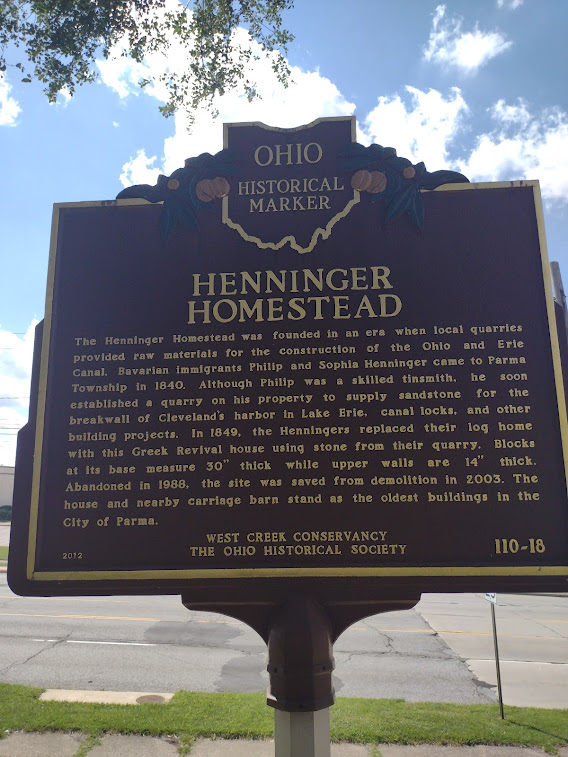 OHIO
HISTORICAL
MARKER
HENNINGER
HOMESTEAD
The Henninger Homestead was founded in an era when local quarries
provided raw materials for the construction of the Ohio and Erie
Canal. Bavarian immigrants Philip and Sophia Henninger came to Parma
Township in 1840. Although Philip was a skilled tinsmith, he soon
established a quarry on his property to supply sandstone for the
breakwall of Cleveland's harbor in Lake Erie, canal locks, and other
building projects. In 1849, the Henningers replaced their log home
with this Greek Revival house using stone from their quarry. Blocks
at its base measure 30" thick while upper walls are 14" thick.
Abandoned in 1988, the site was saved from demolition in 2003. The
house and nearby carriage barn stand as the oldest buildings in the
City of Parma.
WEST CREEK CONSERVANCY
THE OHIO HISTORICAL SOCIETY
2012
110-18